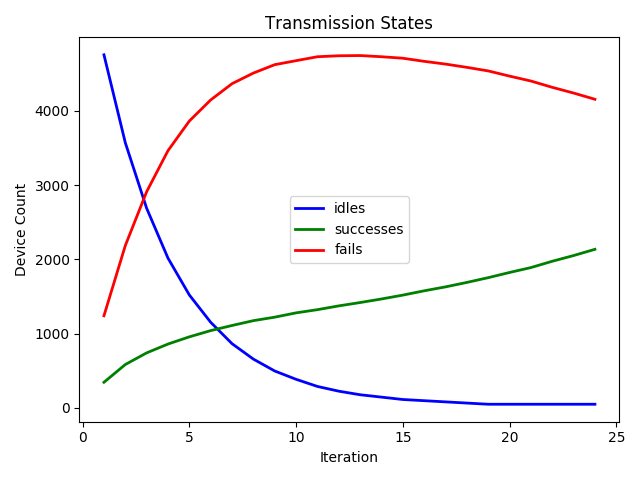 Transmission States
Device Count
4000
3000
2000
1000
0
idles
successes
fails
0 5 10 15 20 25
Iteration